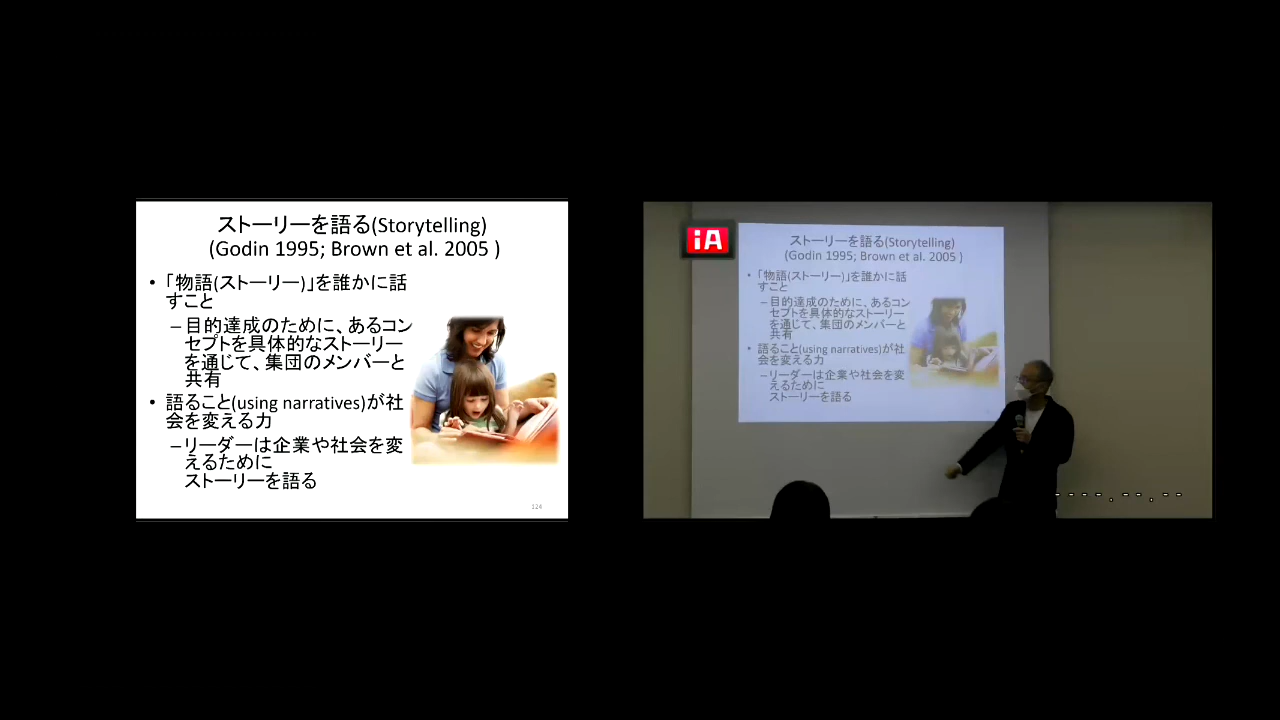 ストーリーを語る(Storytelling)
(Godin 1995; Brown et al. 2005 )
• 「物語(ストーリー)」を誰かに話
すこと
–目的達成のために、あるコン
セプトを具体的なストーリー
を通じて、集団のメンバーと
共有
• 語ること(using narratives)が社
会を変える力
–リーダーは企業や社会を変
えるために
ストーリーを語る
124
iA
ストーリーを語る(Storytelling)
(Godin 1995; Brown et al. 2005 )
• 「物語(ストーリー)」を誰かに話
すこと
–目的達成のために、あるコン
セプトを具体的なストーリー
を通じて、集団のメンバーと
共有
• 語ること(using narratives)が社
会を変える力
–リーダーは企業や社会を変
えるために
ストーリーを語る
----.--.--